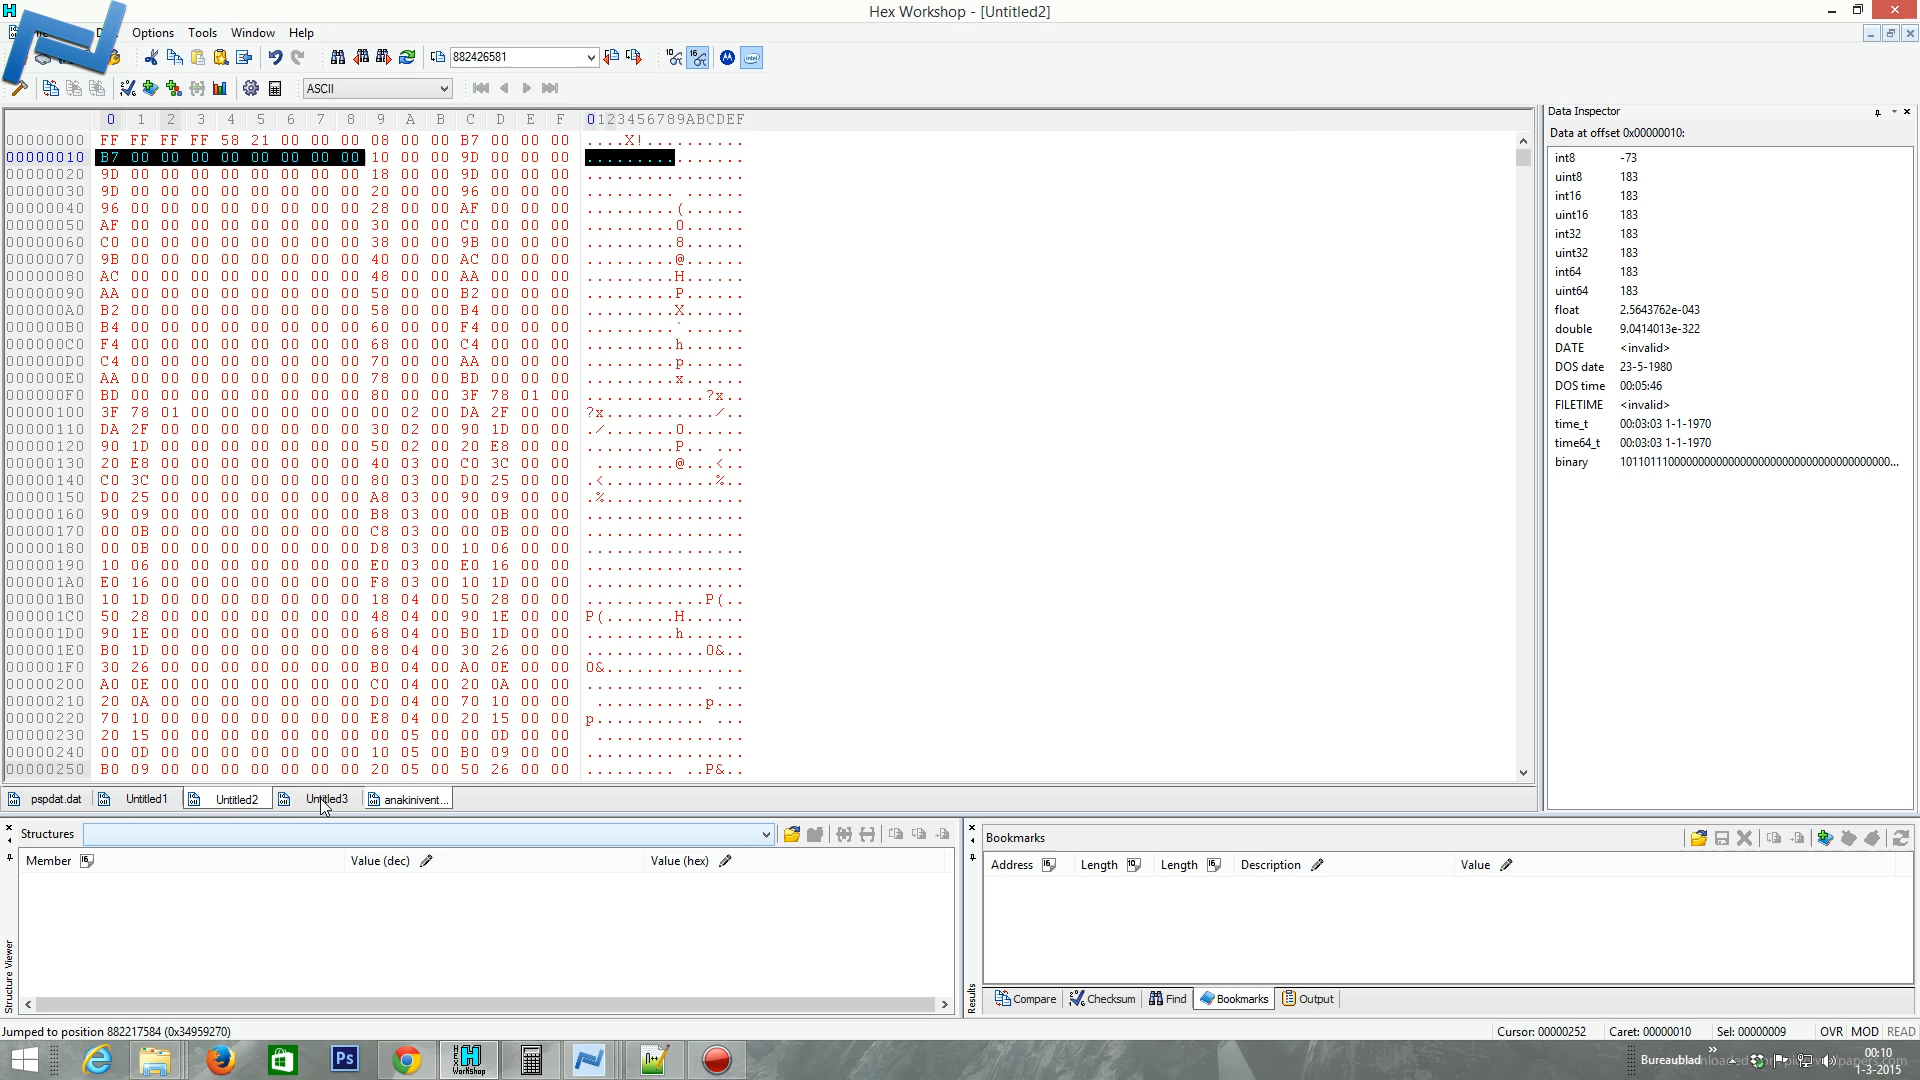 Hex Workshop - [Untitled2]
Options Tools Window Help
882426581
ASCII
0 1 2 3 4 5 6 7 8 9 A B C D E F 0123456789ABCDEF
00000000 FF FF FF FF 58 21 00 00 00 08 00 00 B7 00 00 00 ....X!..........
00000010 B7 00 00 00 00 00 00 00 00 10 00 00 9D 00 00 00 ................
00000020 9D 00 00 00 00 00 00 00 00 18 00 00 9D 00 00 00 ................
00000030 9D 00 00 00 00 00 00 00 00 20 00 00 96 00 00 00 ......... ......
00000040 96 00 00 00 00 00 00 00 00 28 00 00 AF 00 00 00 .........(......
00000050 AF 00 00 00 00 00 00 00 00 30 00 00 C0 00 00 00 .........0......
00000060 C0 00 00 00 00 00 00 00 00 38 00 00 9B 00 00 00 .........8......
00000070 9B 00 00 00 00 00 00 00 00 40 00 00 AC 00 00 00 .........@......
00000080 AC 00 00 00 00 00 00 00 00 48 00 00 AA 00 00 00 .........H......
00000090 AA 00 00 00 00 00 00 00 00 50 00 00 B2 00 00 00 .........P......
000000A0 B2 00 00 00 00 00 00 00 00 58 00 00 B4 00 00 00 .........X......
000000B0 B4 00 00 00 00 00 00 00 00 60 00 00 F4 00 00 00 .........`......
000000C0 F4 00 00 00 00 00 00 00 00 68 00 00 C4 00 00 00 .........h......
000000D0 C4 00 00 00 00 00 00 00 00 70 00 00 AA 00 00 00 .........p......
000000E0 AA 00 00 00 00 00 00 00 00 78 00 00 BD 00 00 00 .........x......
000000F0 BD 00 00 00 00 00 00 00 00 80 00 00 3F 78 01 00 ............?x..
00000100 3F 78 01 00 00 00 00 00 00 00 02 00 DA 2F 00 00 ?x.........../..
00000110 DA 2F 00 00 00 00 00 00 00 30 02 00 90 1D 00 00 ./.......0......
00000120 90 1D 00 00 00 00 00 00 00 50 02 00 20 E8 00 00 .........P.. ...
00000130 20 E8 00 00 00 00 00 00 00 40 03 00 C0 3C 00 00  ........@...<..
00000140 C0 3C 00 00 00 00 00 00 00 80 03 00 D0 25 00 00 .<...........%..
00000150 D0 25 00 00 00 00 00 00 00 A8 03 00 90 09 00 00 .%..............
00000160 90 09 00 00 00 00 00 00 00 B8 03 00 00 0B 00 00 ................
00000170 00 0B 00 00 00 00 00 00 00 C8 03 00 00 0B 00 00 ................
00000180 00 0B 00 00 00 00 00 00 00 D8 03 00 10 06 00 00 ................
00000190 10 06 00 00 00 00 00 00 00 E0 03 00 E0 16 00 00 ................
000001A0 E0 16 00 00 00 00 00 00 00 F8 03 00 10 1D 00 00 ................
000001B0 10 1D 00 00 00 00 00 00 00 18 04 00 50 28 00 00 ............P(..
000001C0 50 28 00 00 00 00 00 00 00 48 04 00 90 1E 00 00 P(.......H......
000001D0 90 1E 00 00 00 00 00 00 00 68 04 00 B0 1D 00 00 .........h......
000001E0 B0 1D 00 00 00 00 00 00 00 88 04 00 30 26 00 00 ............0&..
000001F0 30 26 00 00 00 00 00 00 00 B0 04 00 A0 0E 00 00 0&..............
00000200 A0 0E 00 00 00 00 00 00 00 C0 04 00 20 0A 00 00 ............ ...
00000210 20 0A 00 00 00 00 00 00 00 D0 04 00 70 10 00 00  ...........p...
00000220 70 10 00 00 00 00 00 00 00 E8 04 00 20 15 00 00 p........... ...
00000230 20 15 00 00 00 00 00 00 00 00 05 00 00 0D 00 00  ...............
00000240 00 0D 00 00 00 00 00 00 00 10 05 00 B0 09 00 00 ................
00000250 B0 09 00 00 00 00 00 00 00 20 05 00 50 26 00 00 ......... ..P&..
Data Inspector
Data at offset 0x00000010:
int8 -73
uint8 183
int16 183
uint16 183
int32 183
uint32 183
int64 183
uint64 183
float 2.5643762e-043
double 9.0414013e-322
DATE <invalid>
DOS date 23-5-1980
DOS time 00:05:46
FILETIME <invalid>
time_t 00:03:03 1-1-1970
time64_t 00:03:03 1-1-1970
pspdat.dat Untitled1 Untitled2 Untitled3 anakinivent...
Structures
Member Value (dec) Value (hex)
Structure Viewer
Bookmarks
Address Length Length Description Value
Results
Compare Checksum Find Bookmarks Output
Jumped to position 882217584 (0x34959270)
Cursor: 00000252 Caret: 00000010 Sel: 00000009 OVR MOD READ
Ps
Bureaublad
00:10
1-3-2015